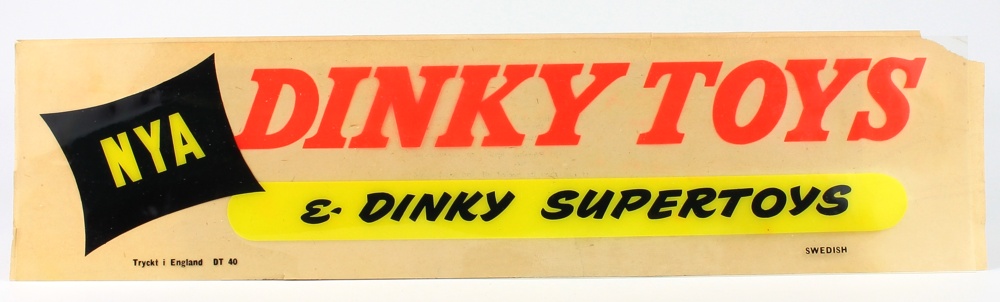 NYA
DINKY TOYS
& DINKY SUPERTOYS
SWEDISH
Tryckt i England DT 40